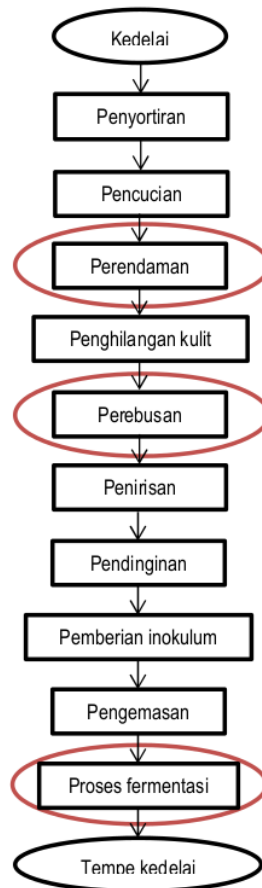 Kedelai
Penyortiran
Pencucian
Perendaman
Penghilangan kulit
Perebusan
Penirisan
Pendinginan
Pemberian inokulum
Pengemasan
Proses fermentasi
Tempe kedelai